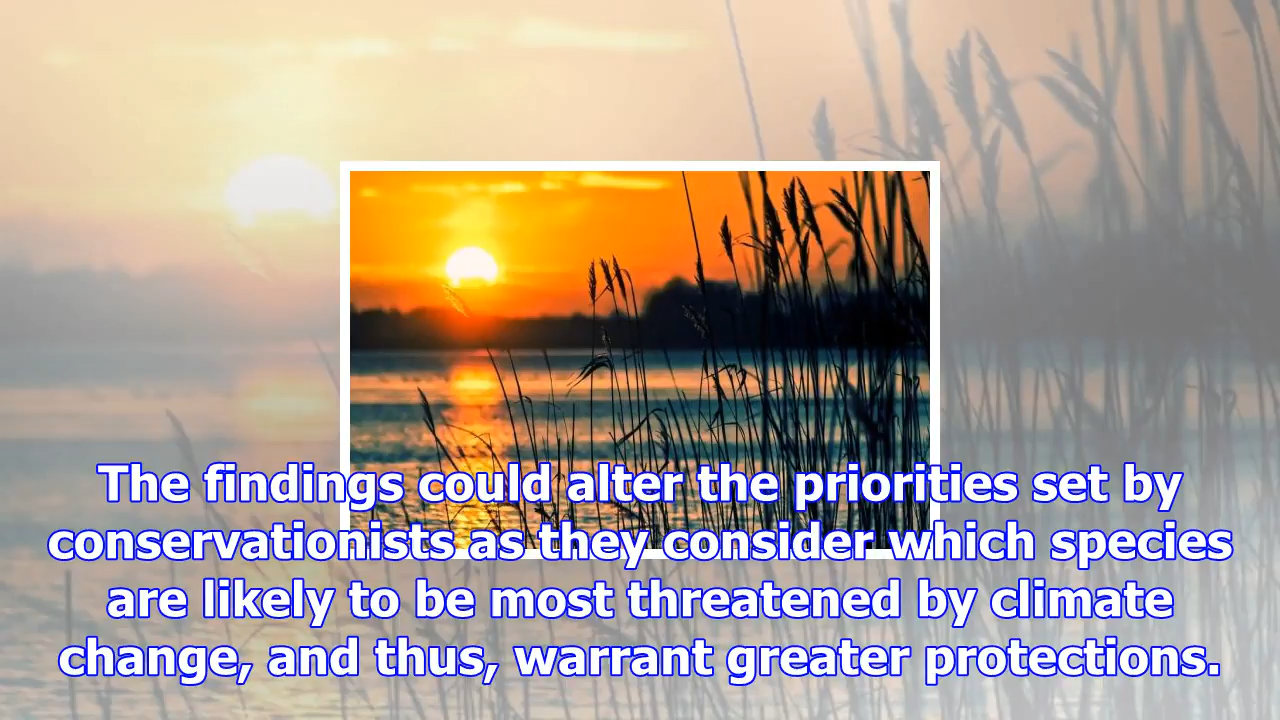 The findings could alter the priorities set by
conservationists as they consider which species
are likely to be most threatened by climate
change, and thus, warrant greater protections.